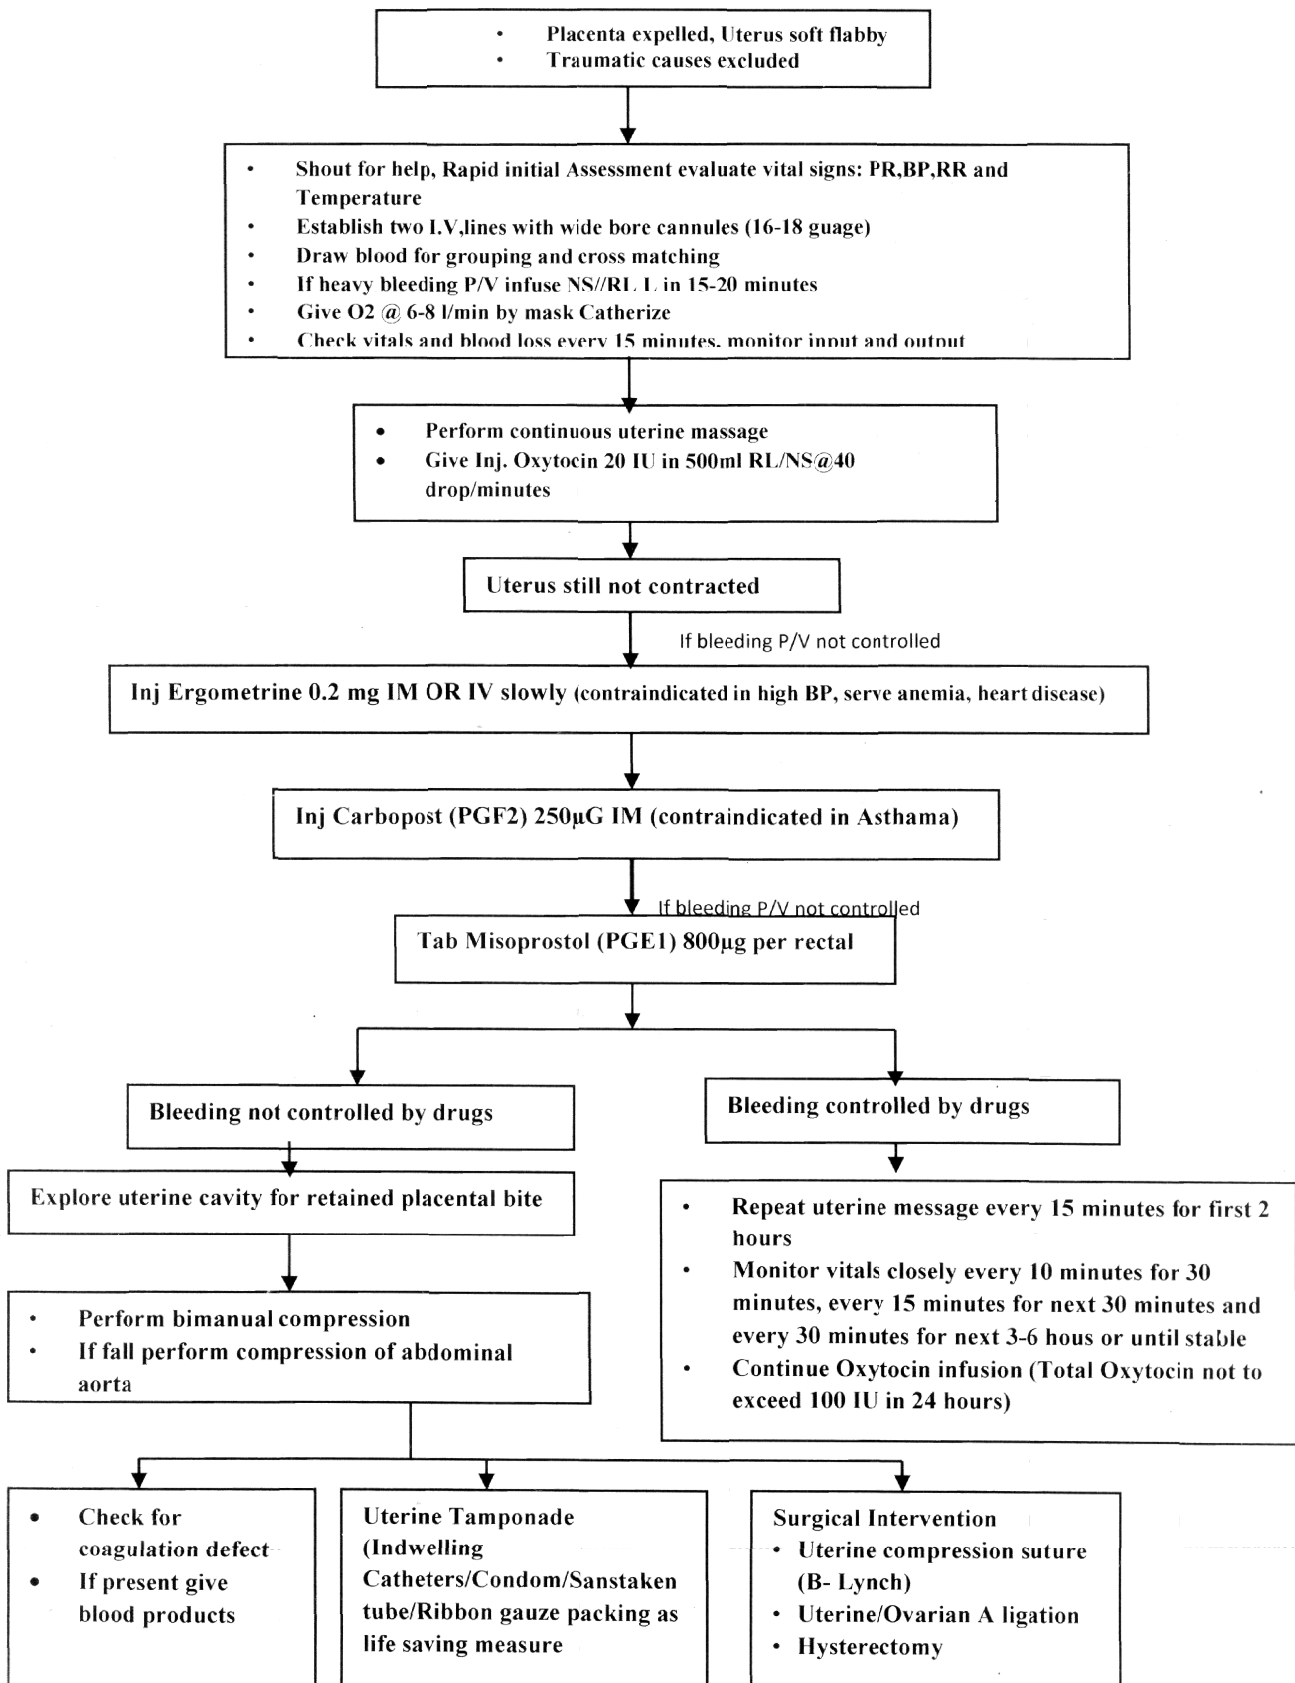 • Placenta expelled, Uterus soft flabby
• Traumatic causes excluded
• Shout for help, Rapid initial Assessment evaluate vital signs: PR,BP,RR and
Temperature
• Establish two I.V,lines with wide bore cannules (16-18 guage)
• Draw blood for grouping and cross matching
• If heavy bleeding P/V infuse NS//RL L in 15-20 minutes
• Give O2 @ 6-8 l/min by mask Catherize
• Check vitals and blood loss every 15 minutes. monitor input and output
• Perform continuous uterine massage
• Give Inj. Oxytocin 20 IU in 500ml RL/NS@40
drop/minutes
Uterus still not contracted
If bleeding P/V not controlled
Inj Ergometrine 0.2 mg IM OR IV slowly (contraindicated in high BP, serve anemia, heart disease)
Inj Carbopost (PGF2) 250µG IM (contraindicated in Asthama)
If bleeding P/V not controlled
Tab Misoprostol (PGE1) 800µg per rectal
Bleeding not controlled by drugs
Bleeding controlled by drugs
Explore uterine cavity for retained placental bite
• Repeat uterine message every 15 minutes for first 2
hours
• Monitor vitals closely every 10 minutes for 30
minutes, every 15 minutes for next 30 minutes and
every 30 minutes for next 3-6 hous or until stable
• Continue Oxytocin infusion (Total Oxytocin not to
exceed 100 IU in 24 hours)
• Perform bimanual compression
• If fall perform compression of abdominal
aorta
• Check for
coagulation defect
• If present give
blood products
Uterine Tamponade
(Indwelling
Catheters/Condom/Sanstaken
tube/Ribbon gauze packing as
life saving measure
Surgical Intervention
• Uterine compression suture
(B- Lynch)
• Uterine/Ovarian A ligation
• Hysterectomy